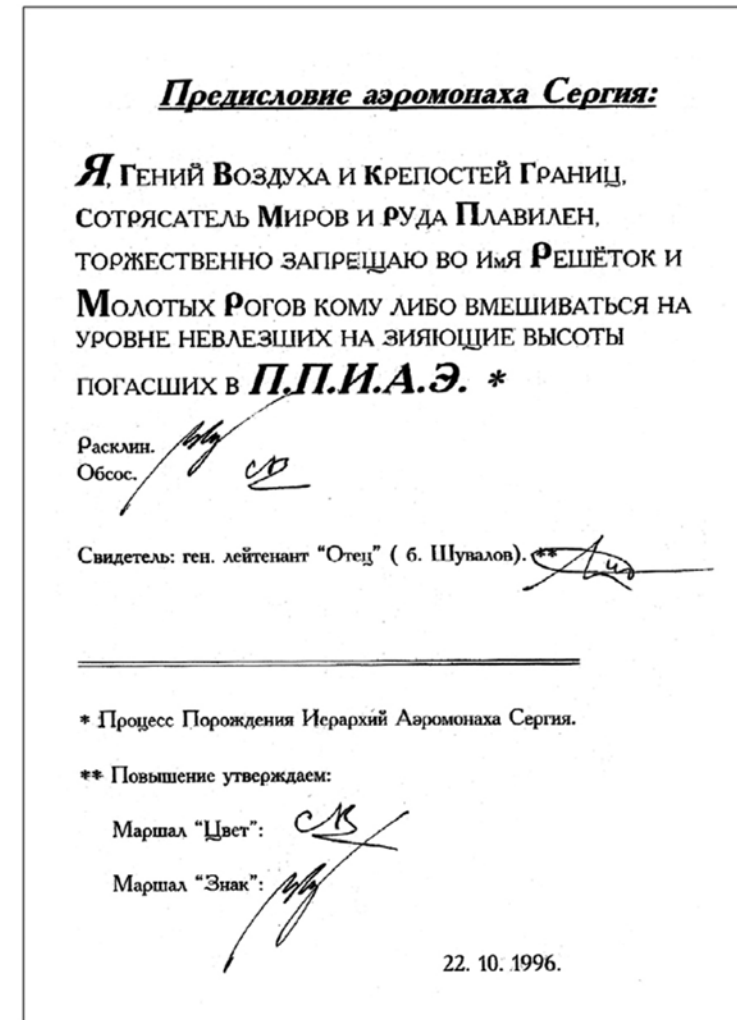 Предисловие аэромонаха Сергия:
Я, Гений Воздуха и Крепостей Границ,
Сотрясатель Миров и руда Плавилен,
торжественно запрещаю во имя Решёток и
Молотых Рогов кому либо вмешиваться на
уровне невлезших на зияющие высоты
погасших в П.П.И.А.Э. *
Расклин.
Обсос.
Свидетель: ген. лейтенант “Отец” ( б. Шувалов). **
* Процесс Порождения Иерархий Аэромонаха Сергия.
** Повышение утверждаем:
Маршал “Цвет”:
Маршал “Знак”:
22. 10. 1996.